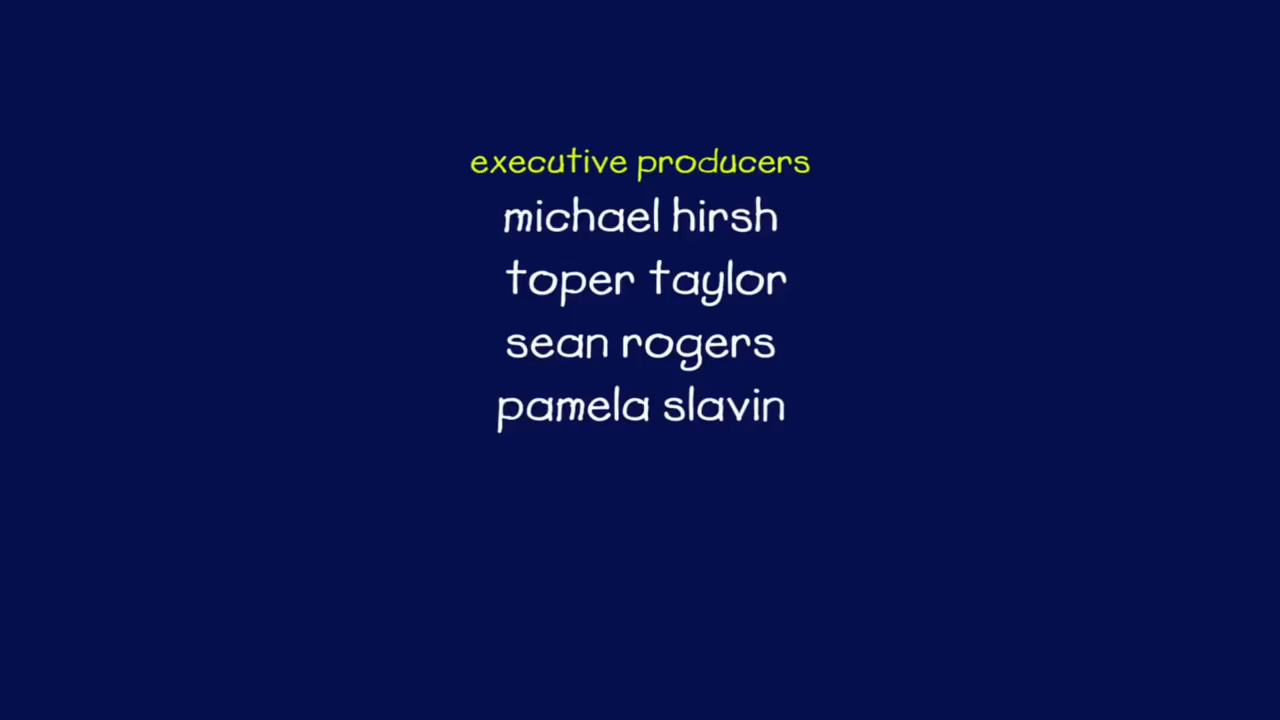 executive producers
michael hirsh
toper taylor
sean rogers
pamela slavin